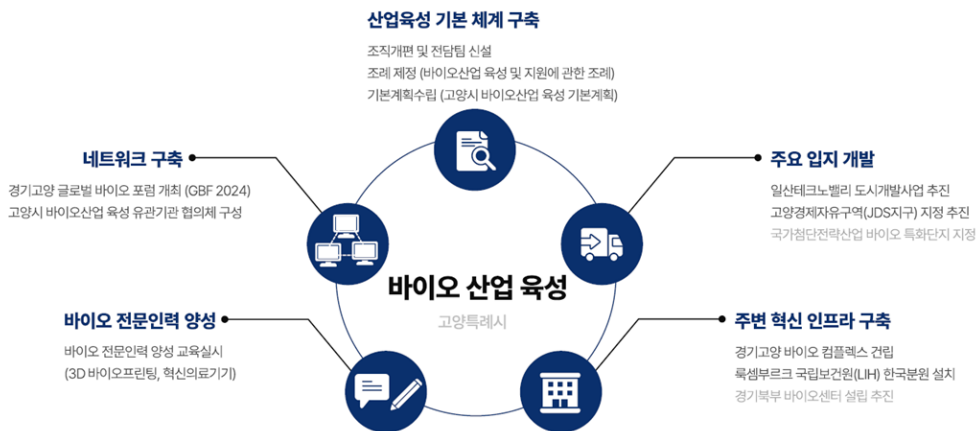 산업육성 기본 체계 구축
조직개편 및 전담팀 신설
조례 제정 (바이오산업 육성 및 지원에 관한 조례)
기본계획수립 (고양시 바이오산업 육성 기본계획)
네트워크 구축
경기고양 글로벌 바이오 포럼 개최 (GBF 2024)
고양시 바이오산업 육성 유관기관 협의체 구성
주요 입지 개발
일산테크노밸리 도시개발사업 추진
고양경제자유구역(JDS지구) 지정 추진
국가첨단전략산업 바이오 특화단지 지정
바이오 산업 육성
고양특례시
바이오 전문인력 양성
바이오 전문인력 양성 교육실시
(3D 바이오프린팅, 혁신의료기기)
주변 혁신 인프라 구축
경기고양 바이오 컴플렉스 건립
룩셈부르크 국립보건원(LIH) 한국분원 설치
경기북부 바이오센터 설립 추진